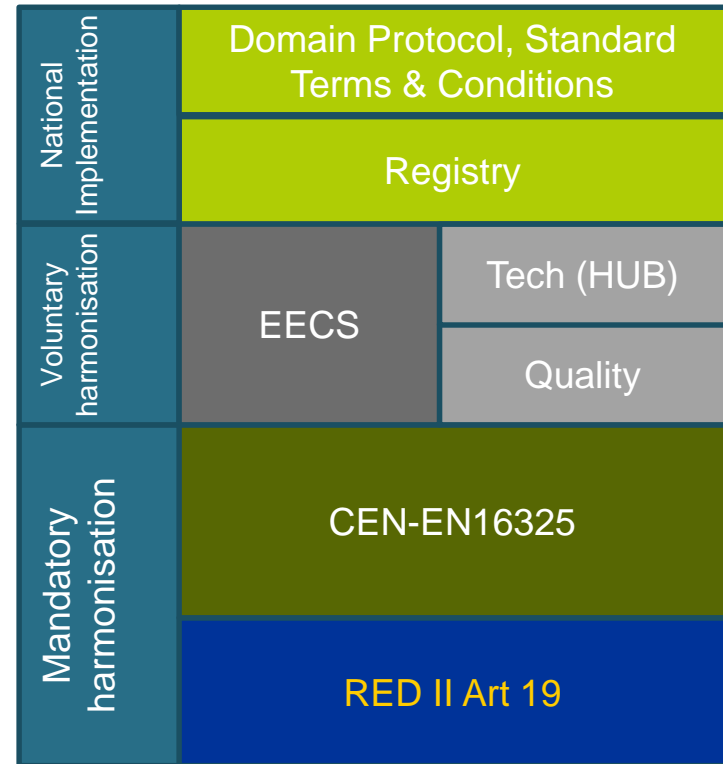 National
Implementation
Domain Protocol, Standard
Terms & Conditions
Registry
Voluntary
harmonisation
EECS
Tech (HUB)
Quality
Mandatory
harmonisation
CEN-EN16325
RED II Art 19